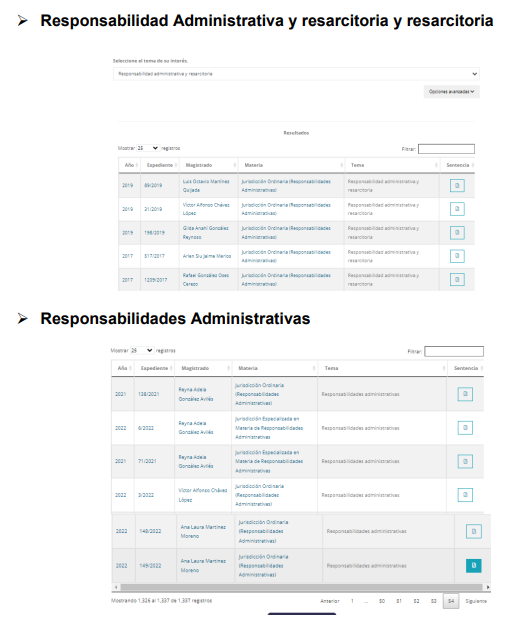 ➢ Responsabilidad Administrativa y resarcitoria y resarcitoria
Seleccione el tema de su interés.
Responsabilidad administrativa y resarcitoria
Opciones avanzadas
Resultados
Mostrar 25 registros
Filtrar:
Año Expediente Magistrado Materia Tema Sentencia
2019 89/2019 Luis Octavio Martínez Quijada Jurisdicción Ordinaria (Responsabilidades Administrativas) Responsabilidad administrativa y resarcitoria
2019 31/2019 Víctor Alfonso Chávez López Jurisdicción Ordinaria (Responsabilidades Administrativas) Responsabilidad administrativa y resarcitoria
2019 198/2019 Gilda Anahí González Reynoso Jurisdicción Ordinaria (Responsabilidades Administrativas) Responsabilidad administrativa y resarcitoria
2017 517/2017 Arlen Siu Jaime Merlos Jurisdicción Ordinaria (Responsabilidades Administrativas) Responsabilidad administrativa y resarcitoria
2017 1209/2017 Rafael González Oses Cerezo Jurisdicción Ordinaria (Responsabilidades Administrativas) Responsabilidad administrativa y resarcitoria
➢ Responsabilidades Administrativas
Mostrar 25 registros
Filtrar:
Año Expediente Magistrado Materia Tema Sentencia
2021 128/2021 Reyna Adela González Avilés Jurisdicción Ordinaria (Responsabilidades Administrativas) Responsabilidades administrativas
2022 6/2022 Reyna Adela González Avilés Jurisdicción Especializada en Materia de Responsabilidades Administrativas Responsabilidades administrativas
2021 71/2021 Reyna Adela González Avilés Jurisdicción Especializada en Materia de Responsabilidades Administrativas Responsabilidades administrativas
2022 3/2022 Víctor Alfonso Chávez López Jurisdicción Ordinaria (Responsabilidades Administrativas) Responsabilidades administrativas
2022 148/2022 Ana Laura Martínez Moreno Jurisdicción Ordinaria (Responsabilidades Administrativas) Responsabilidades administrativas
2022 149/2022 Ana Laura Martínez Moreno Jurisdicción Ordinaria (Responsabilidades Administrativas) Responsabilidades administrativas
Mostrando 1,326 al 1,337 de 1,337 registros
Anterior 1 ... 50 51 52 53 54 Siguiente